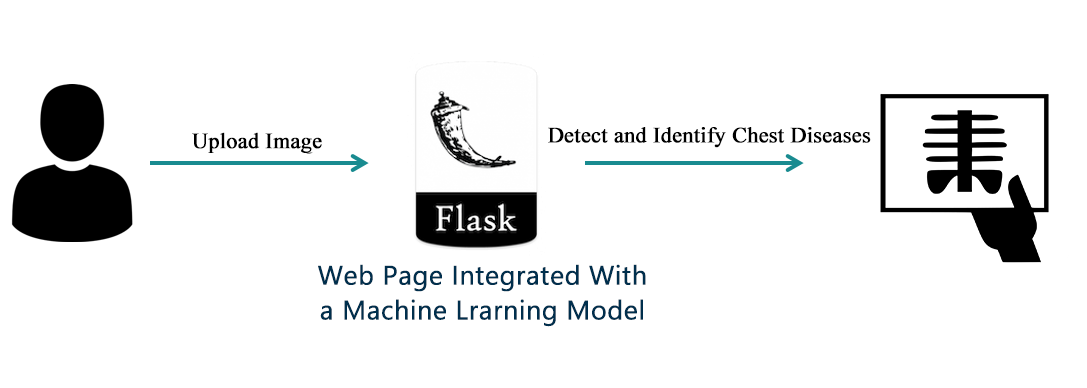 Upload Image
Detect and Identify Chest Diseases
Flask
Web Page Integrated With
a Machine Lrarning Model